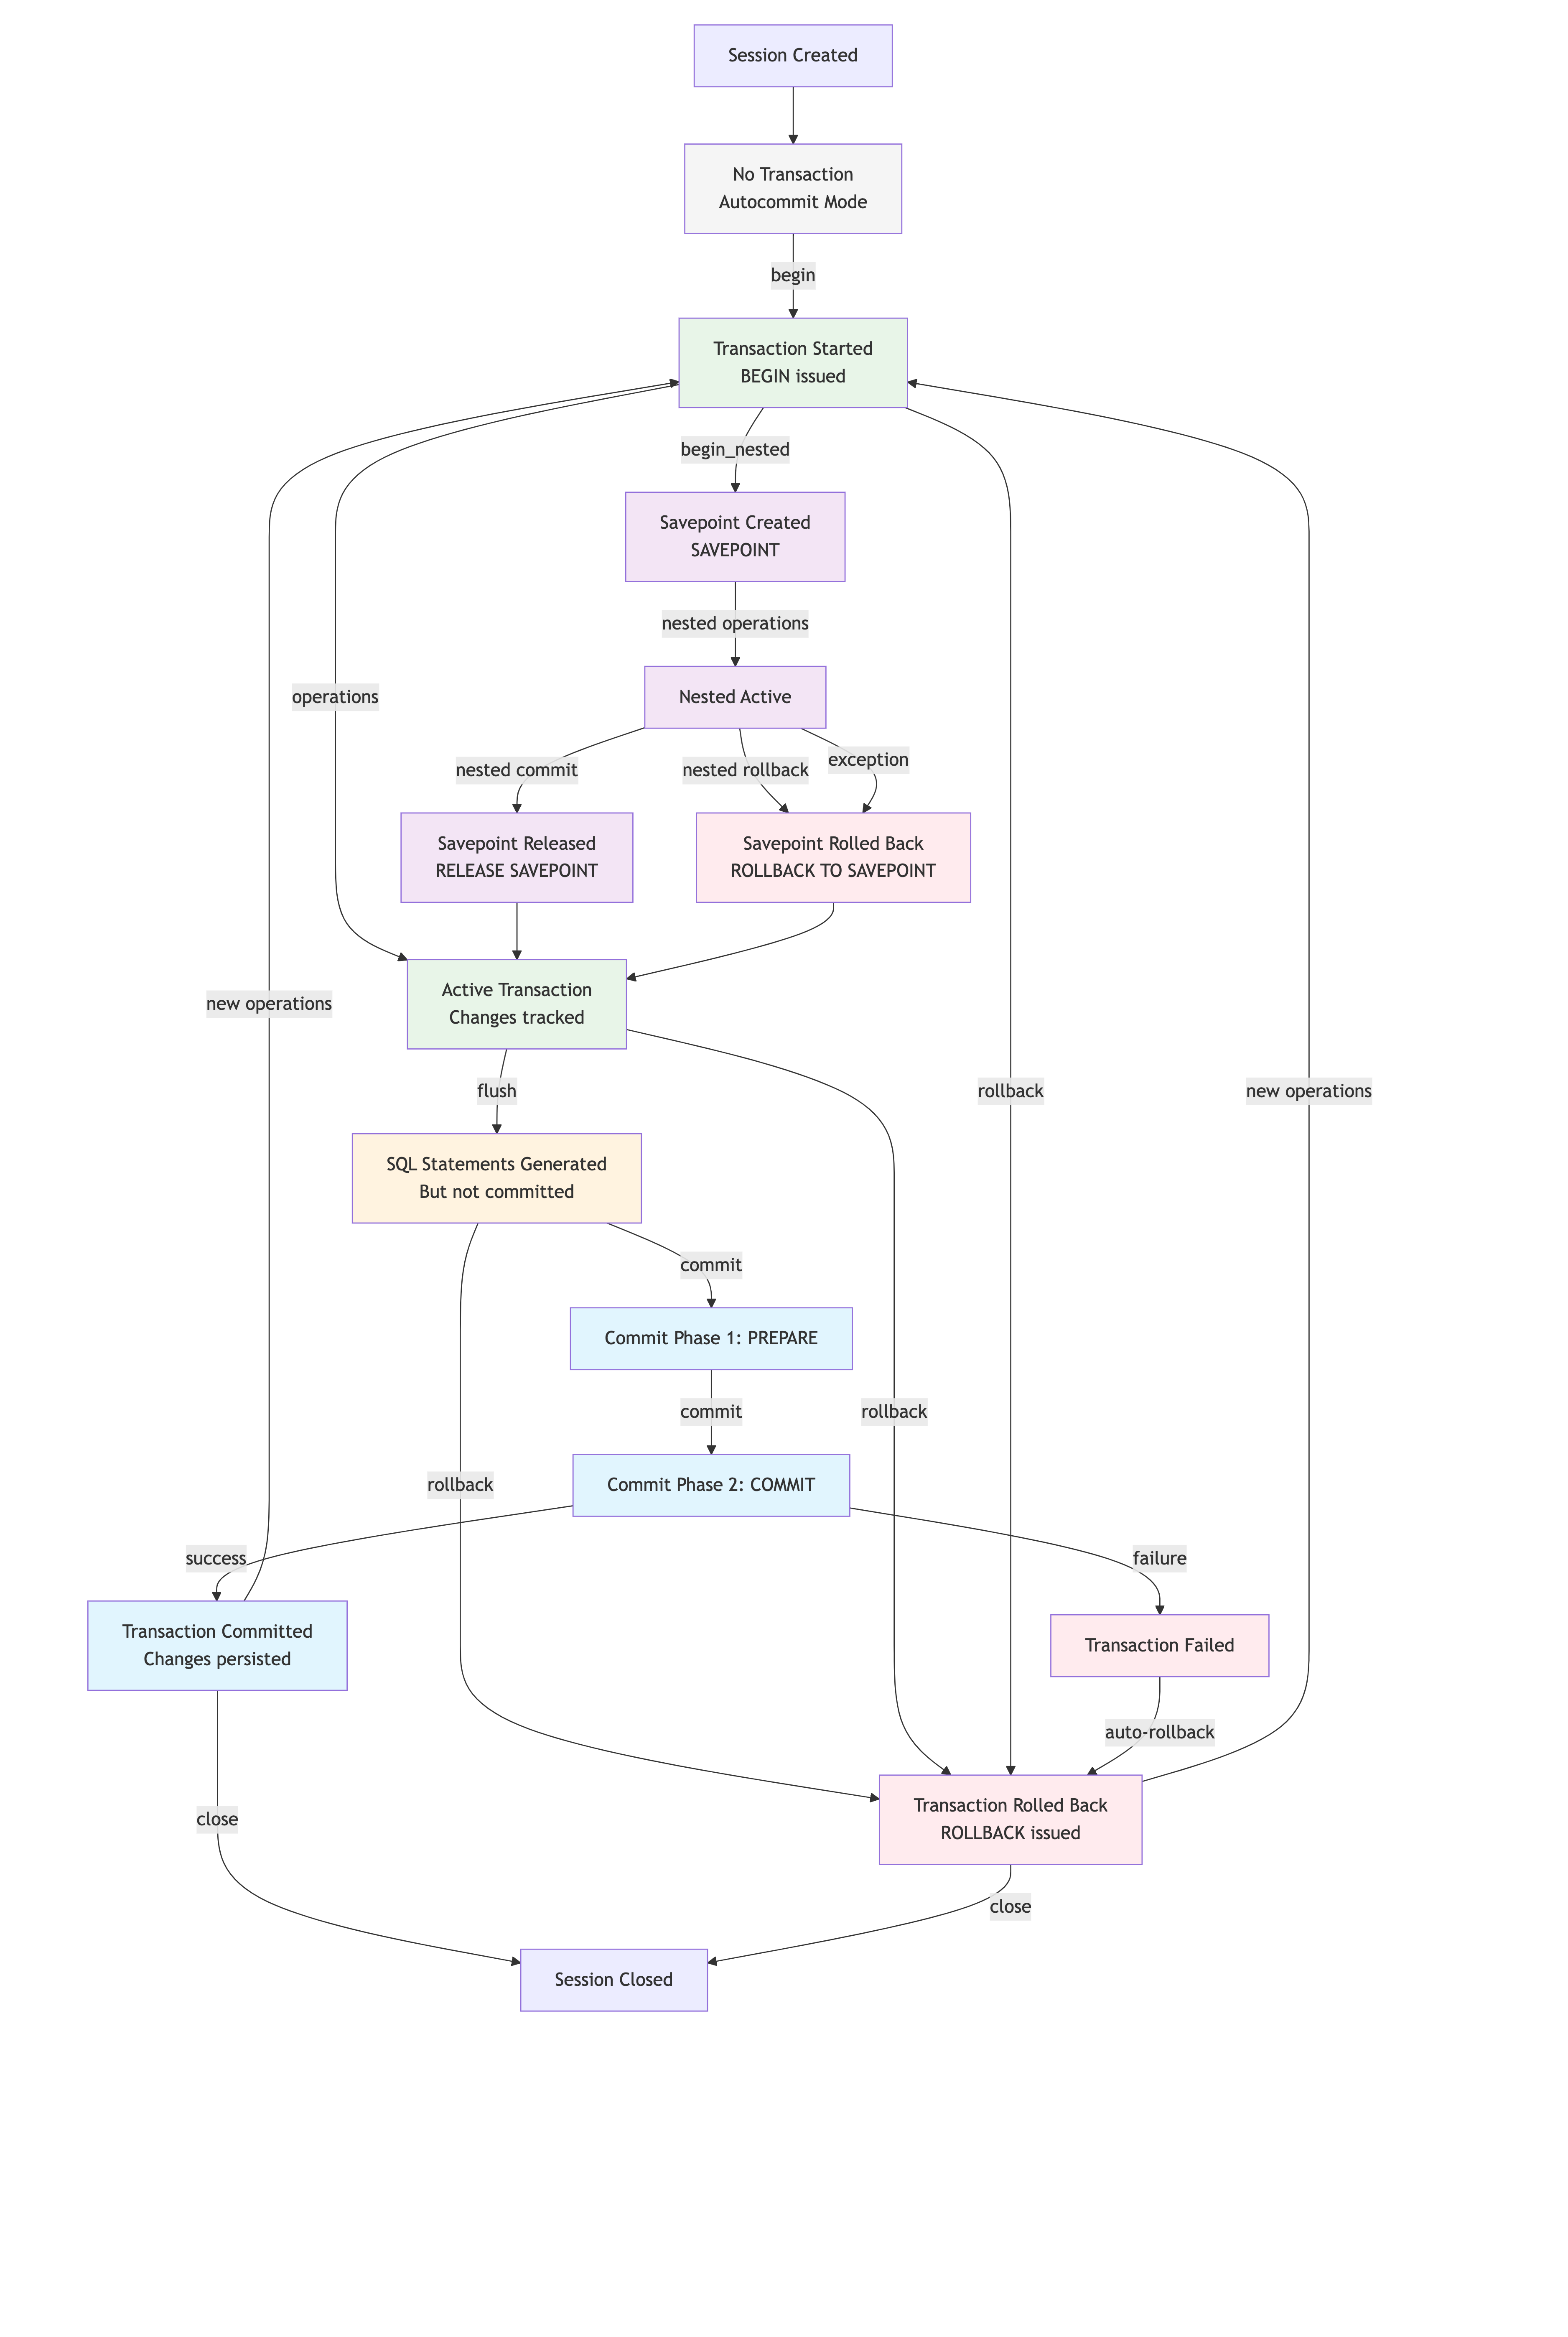 Session Created
No Transaction
Autocommit Mode
begin
Transaction Started
BEGIN issued
begin_nested
Savepoint Created
SAVEPOINT
nested operations
operations
Nested Active
exception
nested commit
nested rollback
Savepoint Released
RELEASE SAVEPOINT
Savepoint Rolled Back
ROLLBACK TO SAVEPOINT
Active Transaction
Changes tracked
new operations
flush
rollback
new operations
SQL Statements Generated
But not committed
commit
Commit Phase 1: PREPARE
commit
rollback
rollback
Commit Phase 2: COMMIT
success
failure
Transaction Committed
Changes persisted
Transaction Failed
auto-rollback
Transaction Rolled Back
ROLLBACK issued
close
close
Session Closed